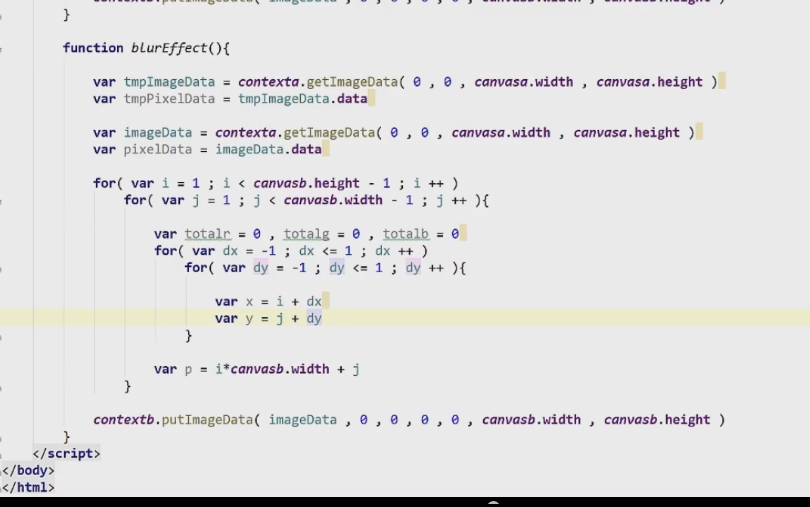 contextb.putImageData( imageData , 0 , 0 , 0 , 0 , canvasb.width , canvasb.height )
}
function blurEffect(){
var tmpImageData = contexta.getImageData( 0 , 0 , canvasa.width , canvasa.height )
var tmpPixelData = tmpImageData.data
var imageData = contexta.getImageData( 0 , 0 , canvasa.width , canvasa.height )
var pixelData = imageData.data
for( var i = 1 ; i < canvasb.height - 1 ; i ++ )
for( var j = 1 ; j < canvasb.width - 1 ; j ++ ){
var totalr = 0 , totalg = 0 , totalb = 0
for( var dx = -1 ; dx <= 1 ; dx ++ )
for( var dy = -1 ; dy <= 1 ; dy ++ ){
var x = i + dx
var y = j + dy
}
var p = i*canvasb.width + j
}
contextb.putImageData( imageData , 0 , 0 , 0 , 0 , canvasb.width , canvasb.height )
}
</script>
</body>
</html>